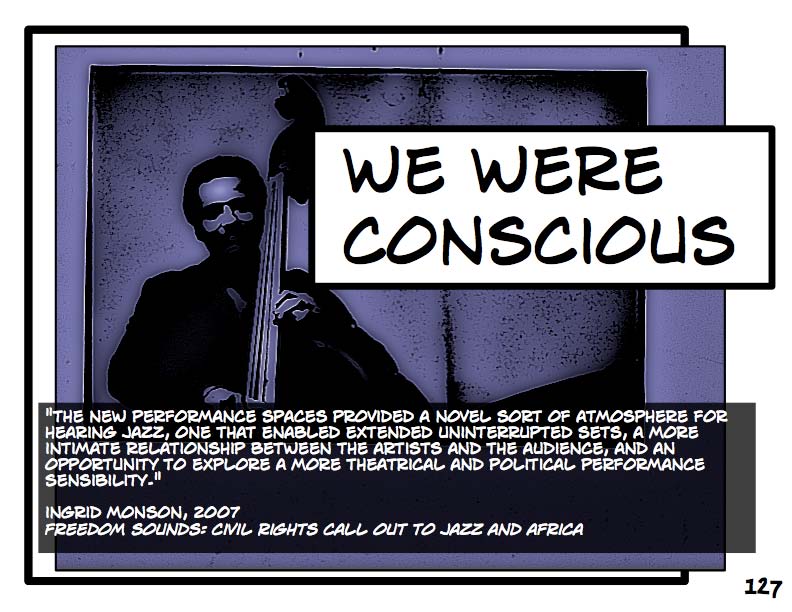 WE WERE
CONSCIOUS
"THE NEW PERFORMANCE SPACES PROVIDED A NOVEL SORT OF ATMOSPHERE FOR
HEARING JAZZ, ONE THAT ENABLED EXTENDED UNINTERRUPTED SETS, A MORE
INTIMATE RELATIONSHIP BETWEEN THE ARTISTS AND THE AUDIENCE, AND AN
OPPORTUNITY TO EXPLORE A MORE THEATRICAL AND POLITICAL PERFORMANCE
SENSIBILITY."
INGRID MONSON, 2007
FREEDOM SOUNDS: CIVIL RIGHTS CALL OUT TO JAZZ AND AFRICA
127